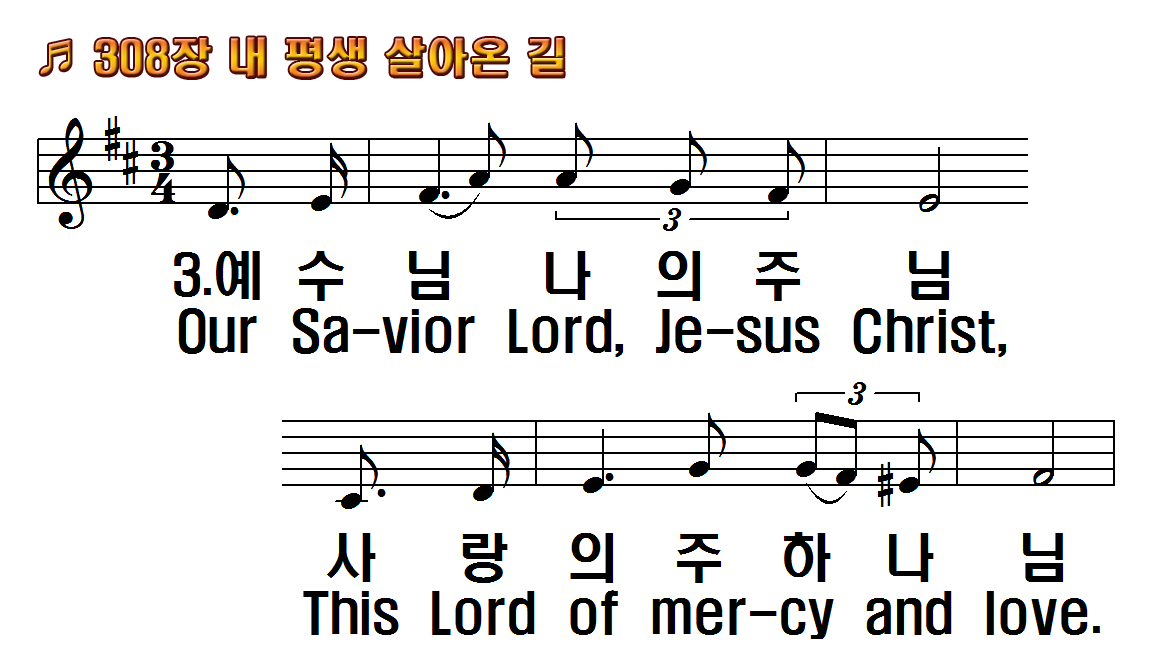 ♬ 308장 내 평생 살아온 길
3
4
3
3.예 수 님 나 의 주 님
Our Sa-vior Lord, Je-sus Christ,
3
사 랑 의 주 하 나 님
This Lord of mer-cy and love.